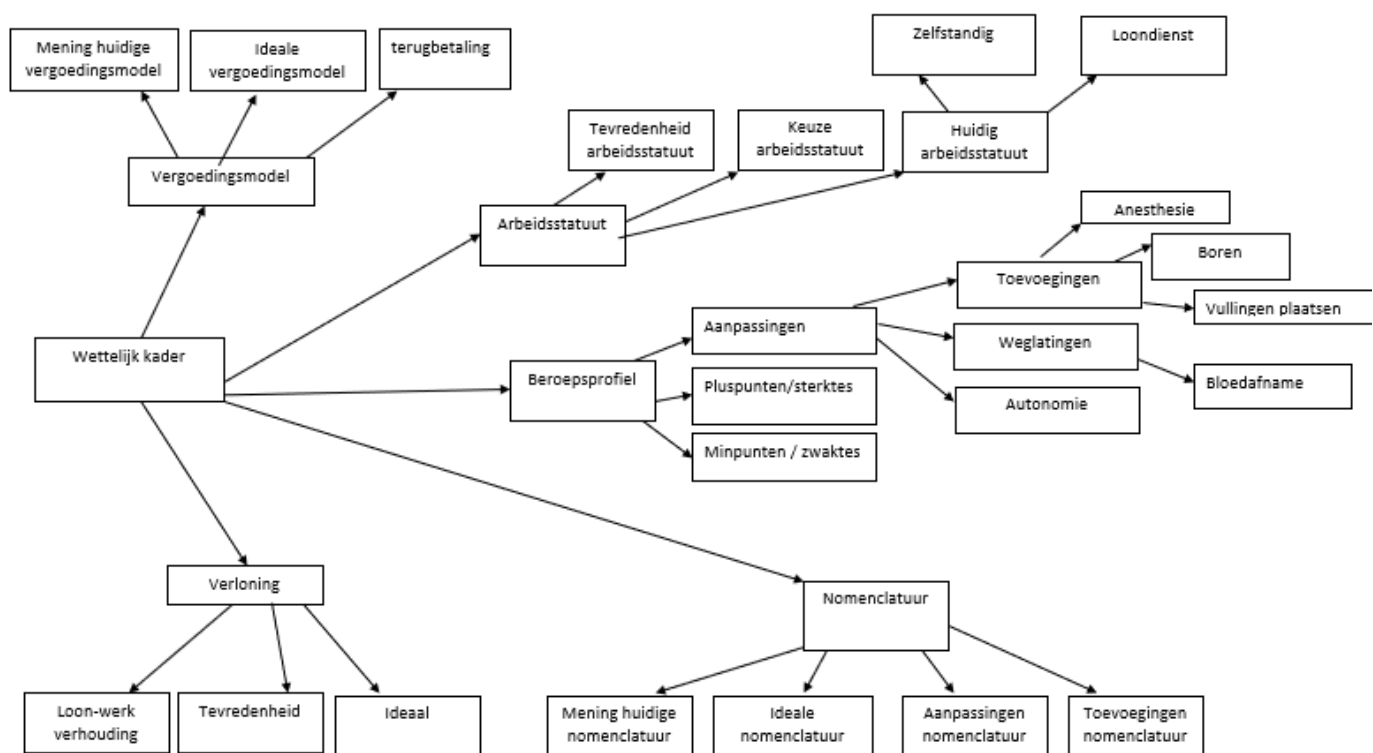 Mening huidige
vergoedingsmodel
Ideale
vergoedingsmodel
terugbetaling
Zelfstandig
Loondienst
Tevredenheid
arbeidsstatuut
Keuze
arbeidsstatuut
Huidig
arbeidsstatuut
Vergoedingsmodel
Arbeidsstatuut
Anesthesie
Boren
Toevoegingen
Vullingen plaatsen
Aanpassingen
Weglatingen
Wettelijk kader
Beroepsprofiel
Pluspunten/sterktes
Bloedafname
Autonomie
Minpunten / zwaktes
Verloning
Nomenclatuur
Loon-werk
verhouding
Tevredenheid
Ideaal
Mening huidige
nomenclatuur
Ideale
nomenclatuur
Aanpassingen
nomenclatuur
Toevoegingen
nomenclatuur